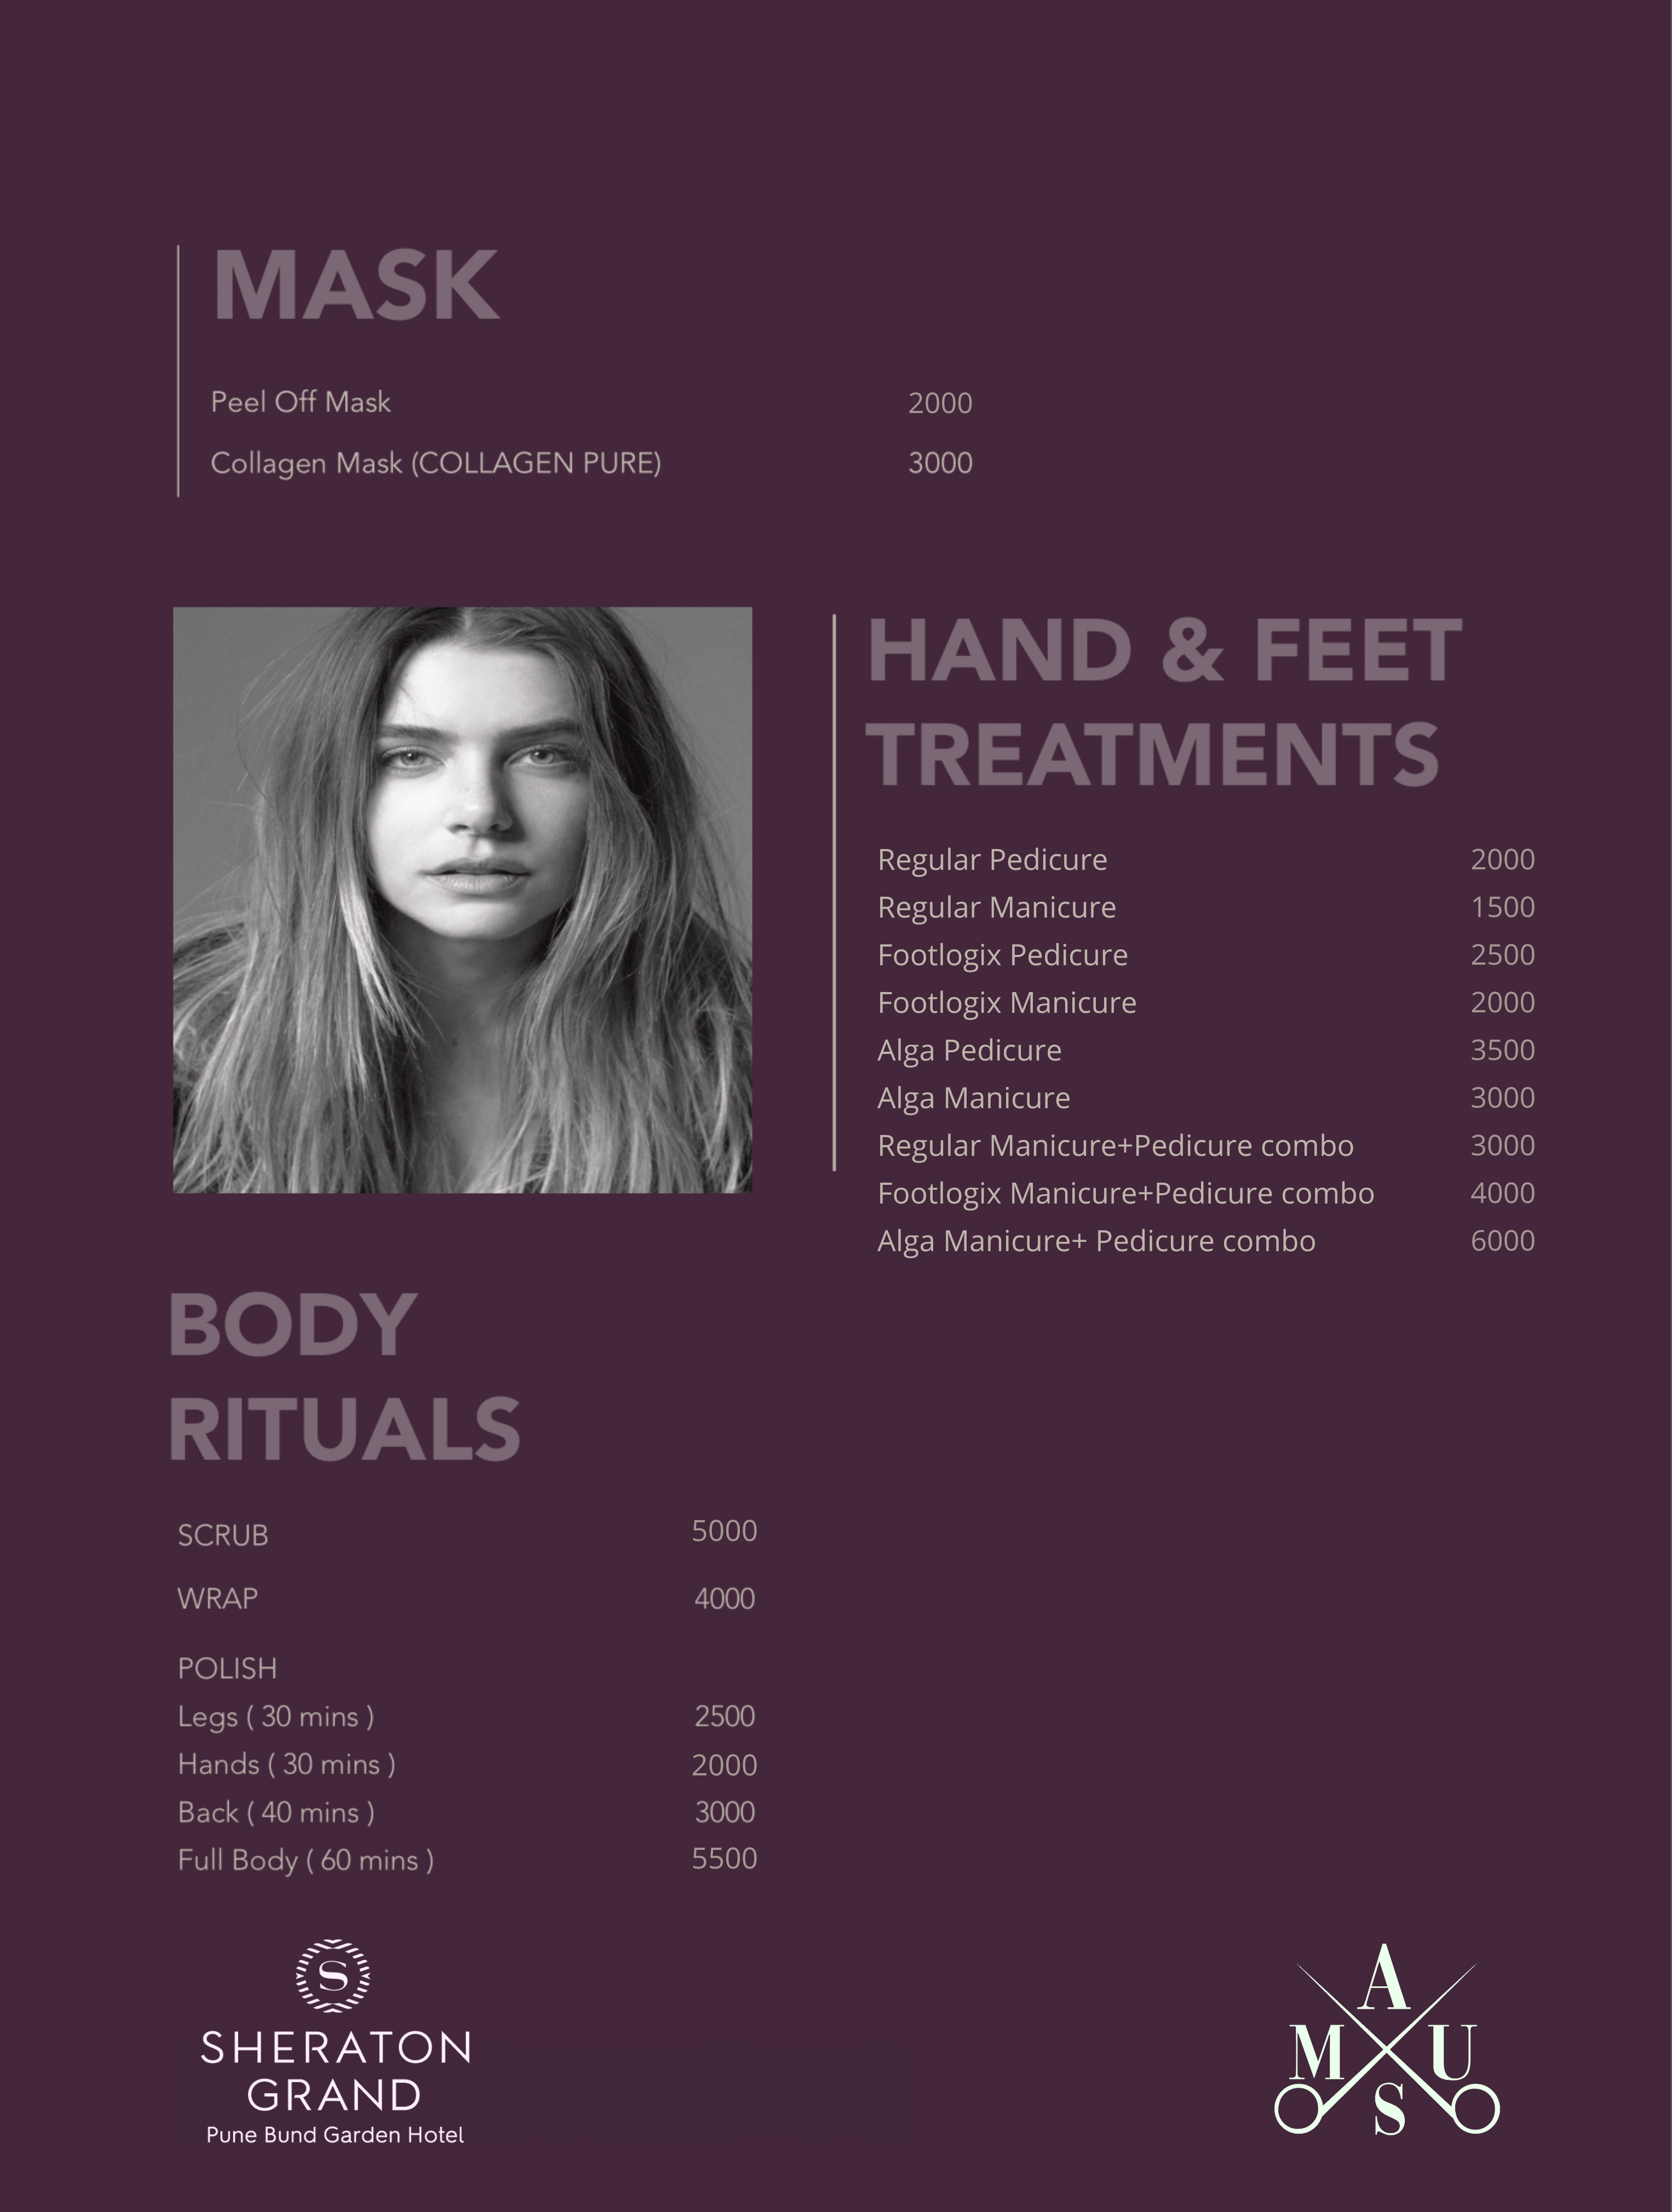 MASK
Peel Off Mask 2000
Collagen Mask (COLLAGEN PURE) 3000
HAND & FEET
TREATMENTS
Regular Pedicure 2000
Regular Manicure 1500
Footlogix Pedicure 2500
Footlogix Manicure 2000
Alga Pedicure 3500
Alga Manicure 3000
Regular Manicure+Pedicure combo 3000
Footlogix Manicure+Pedicure combo 4000
Alga Manicure+ Pedicure combo 6000
BODY
RITUALS
SCRUB 5000
WRAP 4000
POLISH
Legs ( 30 mins ) 2500
Hands ( 30 mins ) 2000
Back ( 40 mins ) 3000
Full Body ( 60 mins ) 5500
S
SHERATON
GRAND
Pune Bund Garden Hotel
A
M U
S